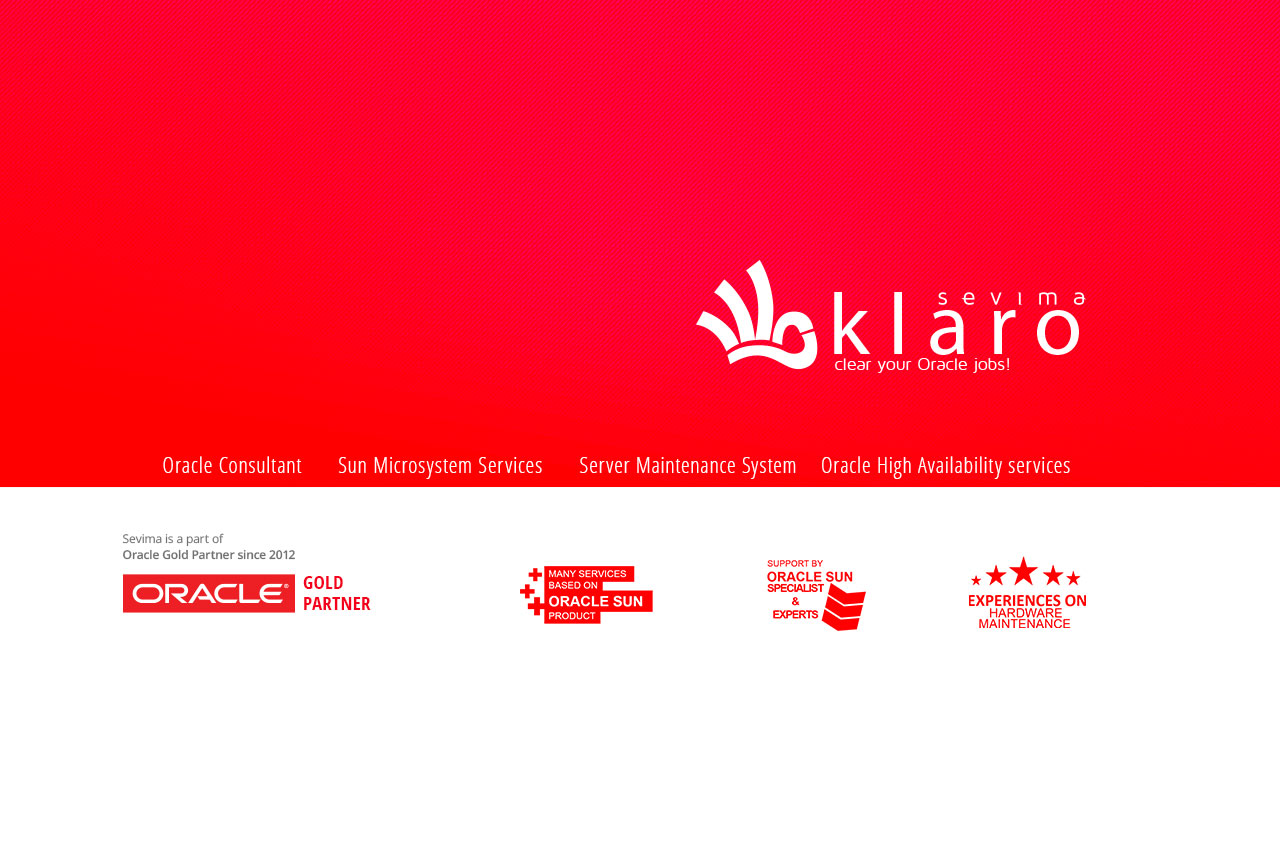 sevima
klaro
clear your Oracle jobs!
Oracle Consultant
Sun Microsystem Services
Server Maintenance System
Oracle High Availability services
Sevima is a part of
Oracle Gold Partner since 2012
ORACLE®
GOLD
PARTNER
MANY SERVICES
BASED ON
ORACLE SUN
PRODUCT
SUPPORT BY
ORACLE SUN
SPECIALIST
&
EXPERTS
EXPERIENCES ON
HARDWARE
MAINTENANCE